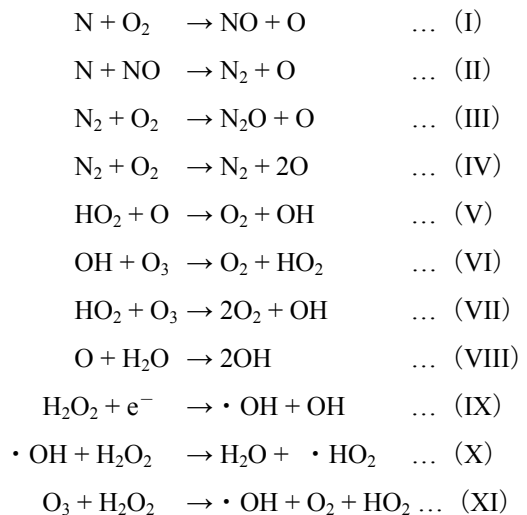 N + O₂ → NO + O … (I)
N + NO → N₂ + O … (II)
N₂ + O₂ → N₂O + O … (III)
N₂ + O₂ → N₂ + 2O … (IV)
HO₂ + O → O₂ + OH … (V)
OH + O₃ → O₂ + HO₂ … (VI)
HO₂ + O₃ → 2O₂ + OH … (VII)
O + H₂O → 2OH … (VIII)
H₂O₂ + e⁻ → ・OH + OH … (IX)
・OH + H₂O₂ → H₂O + ・HO₂ … (X)
O₃ + H₂O₂ → ・OH + O₂ + HO₂ … (XI)